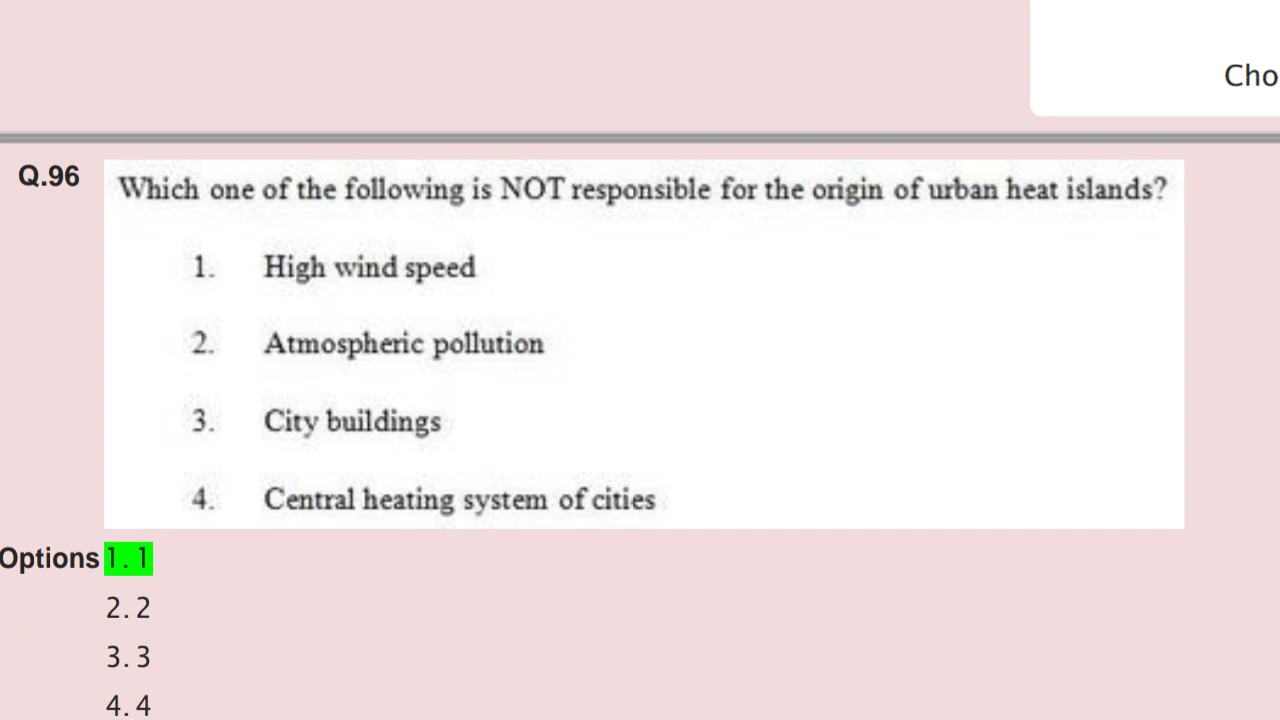 Cho
Q.96 Which one of the following is NOT responsible for the origin of urban heat islands?
1. High wind speed
2. Atmospheric pollution
3. City buildings
4. Central heating system of cities
Options 1. 1
2. 2
3. 3
4. 4